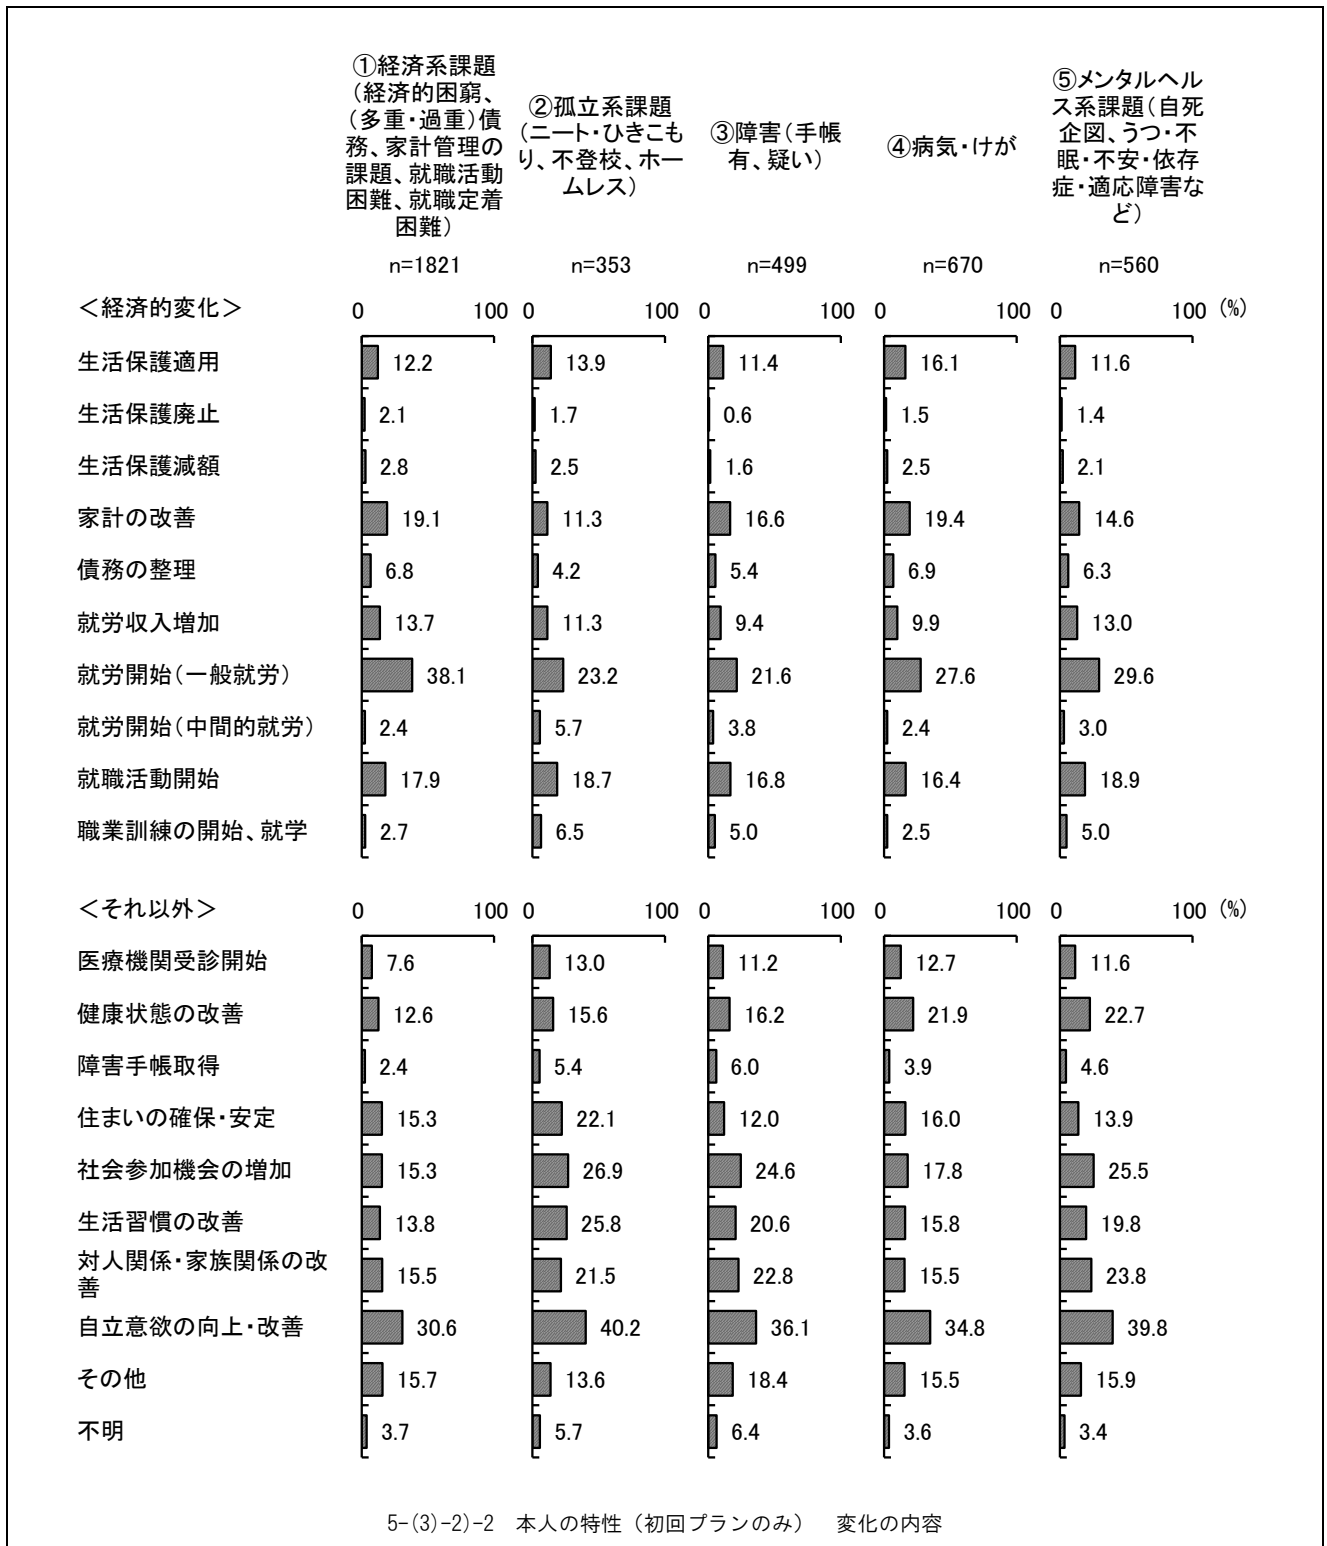 ①経済系課題
（経済的困窮、
（多重・過重）債
務、家計管理の
課題、就職活動
困難、就職定着
困難）
②孤立系課題
（ニート・ひきこも
り、不登校、ホー
ムレス）
③障害（手帳
有、疑い）
④病気・けが
⑤メンタルヘル
ス系課題（自死
企図、うつ・不
眠・不安・依存
症・適応障害な
ど）
n=1821 n=353 n=499 n=670 n=560
＜経済的変化＞ 0 100 0 100 0 100 0 100 0 100 (%)
生活保護適用 12.2 13.9 11.4 16.1 11.6
生活保護廃止 2.1 1.7 0.6 1.5 1.4
生活保護減額 2.8 2.5 1.6 2.5 2.1
家計の改善 19.1 11.3 16.6 19.4 14.6
債務の整理 6.8 4.2 5.4 6.9 6.3
就労収入増加 13.7 11.3 9.4 9.9 13.0
就労開始（一般就労） 38.1 23.2 21.6 27.6 29.6
就労開始（中間的就労） 2.4 5.7 3.8 2.4 3.0
就職活動開始 17.9 18.7 16.8 16.4 18.9
職業訓練の開始、就学 2.7 6.5 5.0 2.5 5.0
＜それ以外＞ 0 100 0 100 0 100 0 100 0 100 (%)
医療機関受診開始 7.6 13.0 11.2 12.7 11.6
健康状態の改善 12.6 15.6 16.2 21.9 22.7
障害手帳取得 2.4 5.4 6.0 3.9 4.6
住まいの確保・安定 15.3 22.1 12.0 16.0 13.9
社会参加機会の増加 15.3 26.9 24.6 17.8 25.5
生活習慣の改善 13.8 25.8 20.6 15.8 19.8
対人関係・家族関係の改
善 15.5 21.5 22.8 15.5 23.8
自立意欲の向上・改善 30.6 40.2 36.1 34.8 39.8
その他 15.7 13.6 18.4 15.5 15.9
不明 3.7 5.7 6.4 3.6 3.4
5-(3)-2)-2 本人の特性（初回プランのみ） 変化の内容